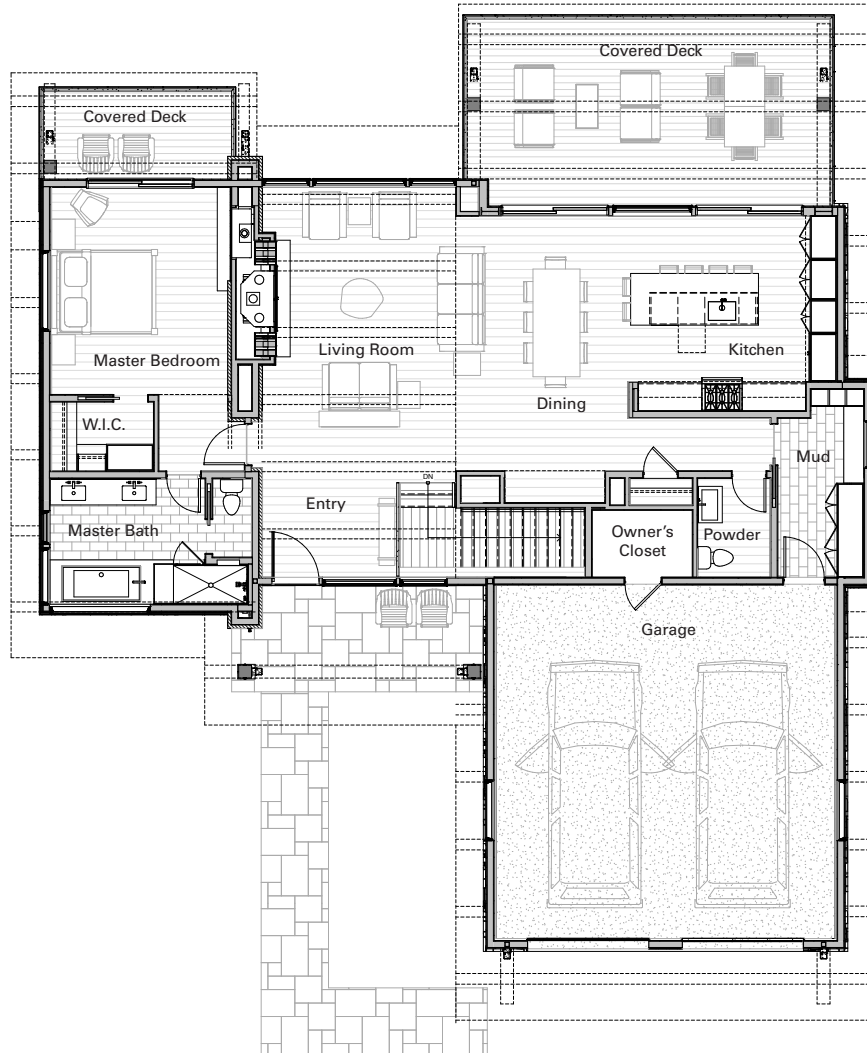 Covered Deck
Covered Deck
Master Bedroom
Living Room
Kitchen
Dining
W.I.C.
Mud
DN
Entry
Master Bath
Owner's
Closet
Powder
Garage